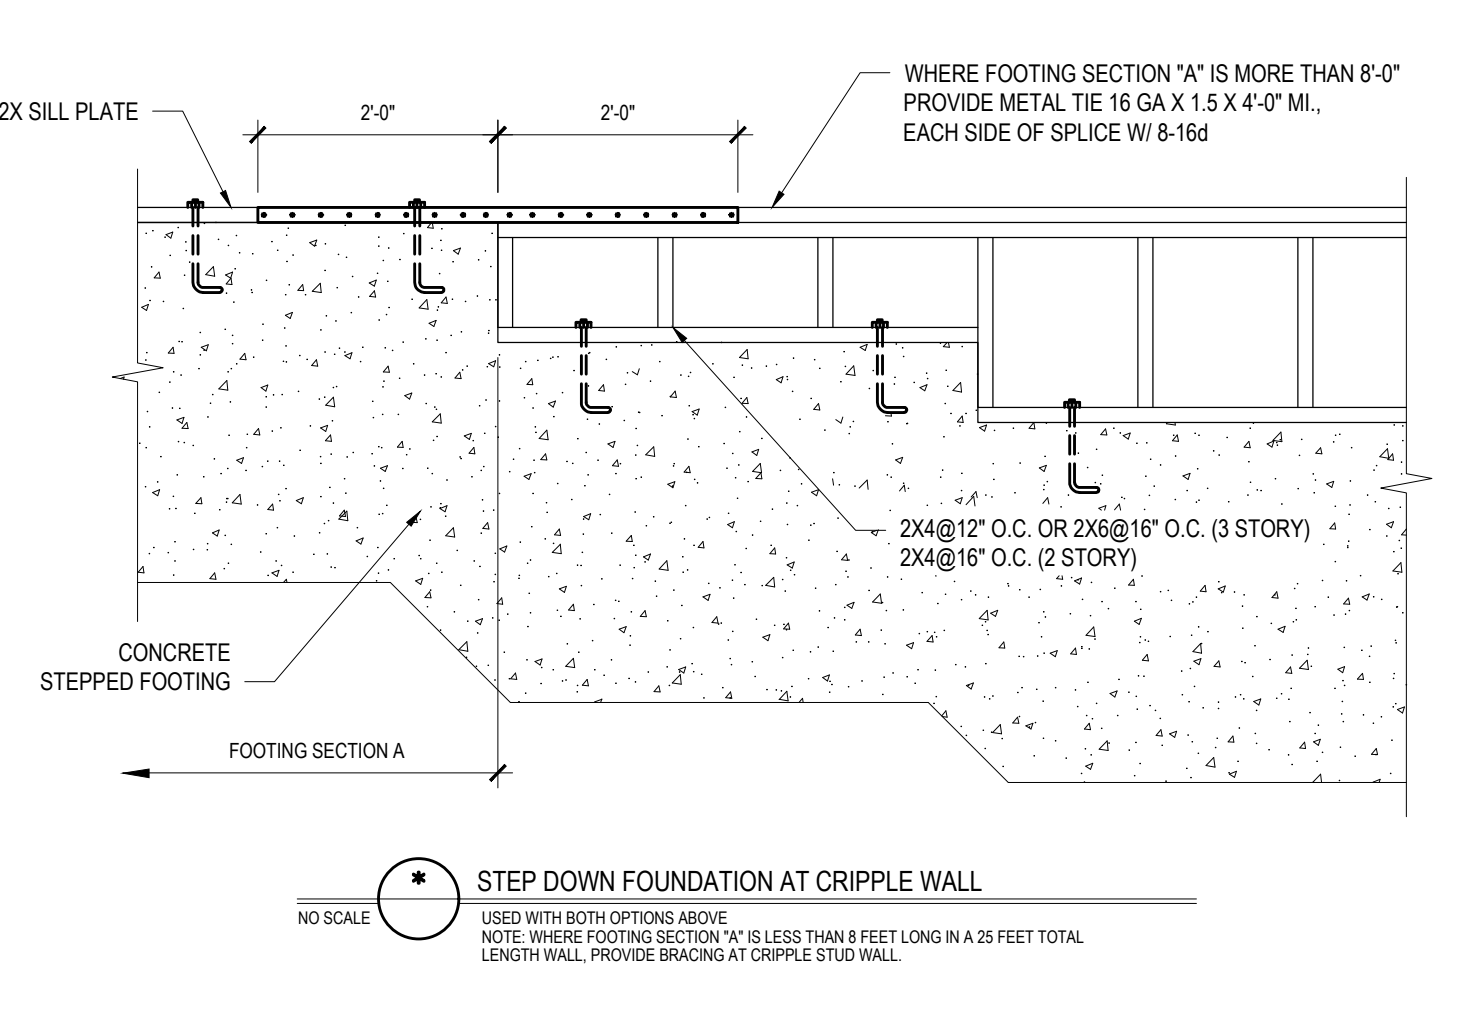 WHERE FOOTING SECTION "A" IS MORE THAN 8'-0"
PROVIDE METAL TIE 16 GA X 1.5 X 4'-0" MI.,
EACH SIDE OF SPLICE W/ 8-16d
2X SILL PLATE
2'-0"
2'-0"
2X4@12" O.C. OR 2X6@16" O.C. (3 STORY)
2X4@16" O.C. (2 STORY)
CONCRETE
STEPPED FOOTING
FOOTING SECTION A
*
STEP DOWN FOUNDATION AT CRIPPLE WALL
NO SCALE
USED WITH BOTH OPTIONS ABOVE
NOTE: WHERE FOOTING SECTION "A" IS LESS THAN 8 FEET LONG IN A 25 FEET TOTAL
LENGTH WALL, PROVIDE BRACING AT CRIPPLE STUD WALL.